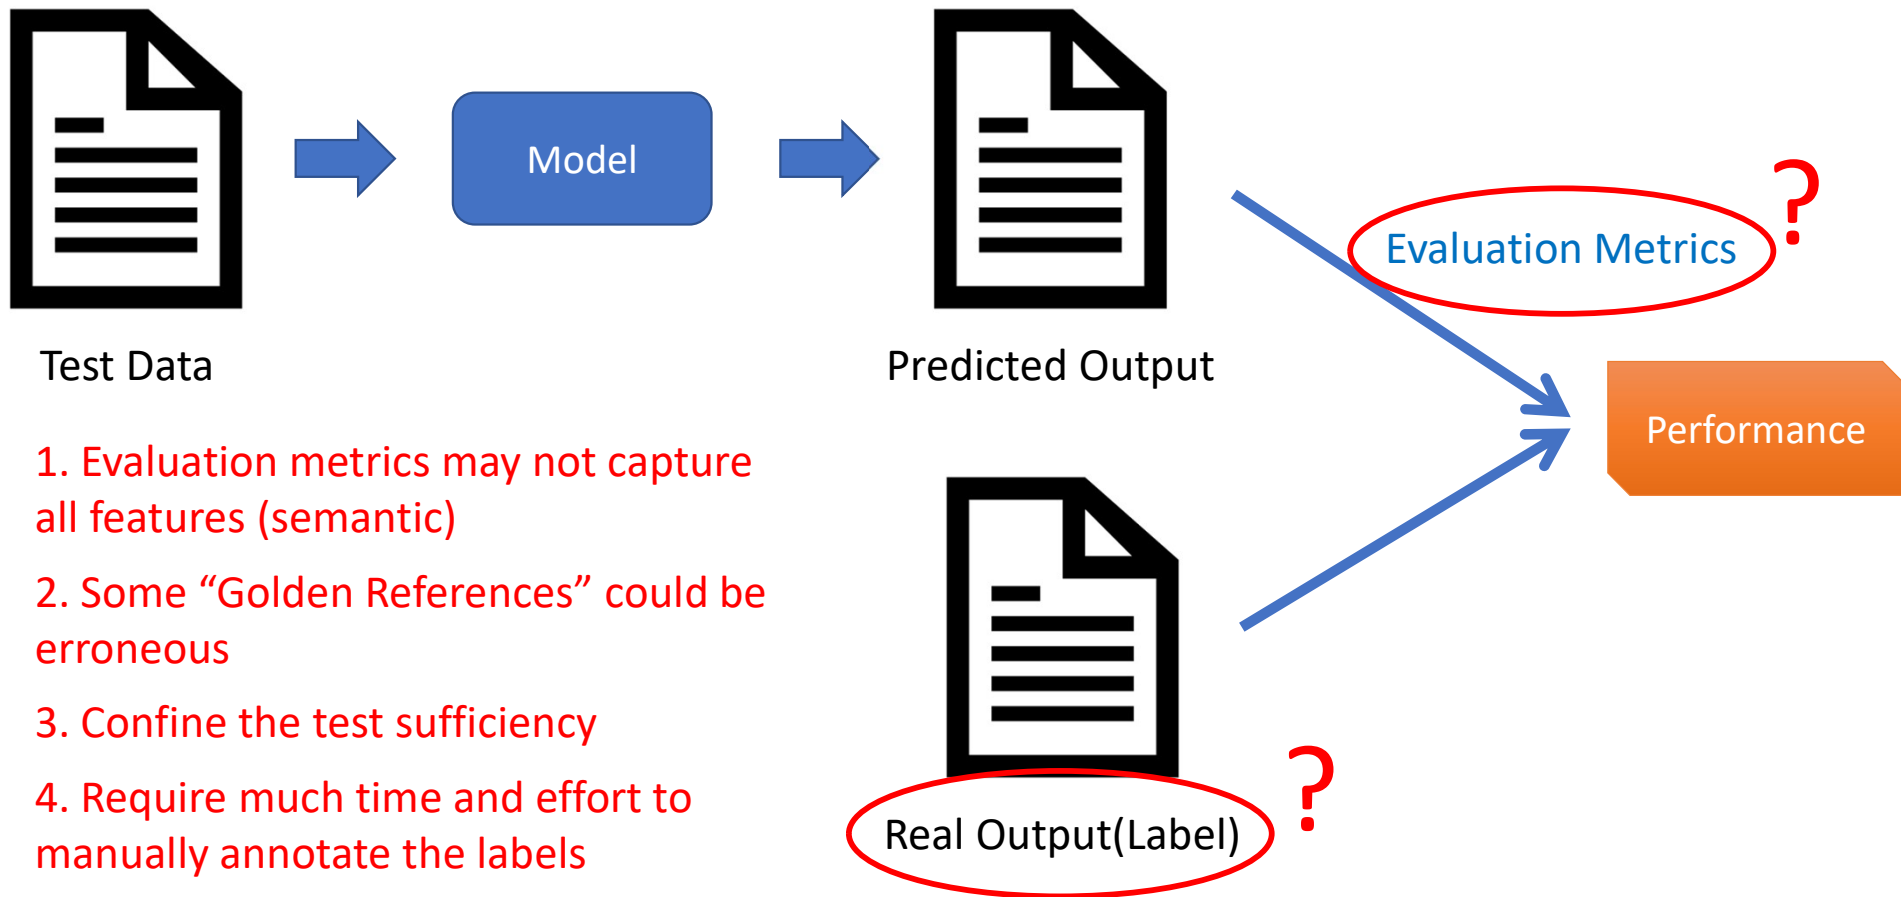 Model
Evaluation Metrics
?
Test Data
Predicted Output
Performance
1. Evaluation metrics may not capture
all features (semantic)
2. Some “Golden References” could be
erroneous
3. Confine the test sufficiency
4. Require much time and effort to
manually annotate the labels
?
Real Output(Label)